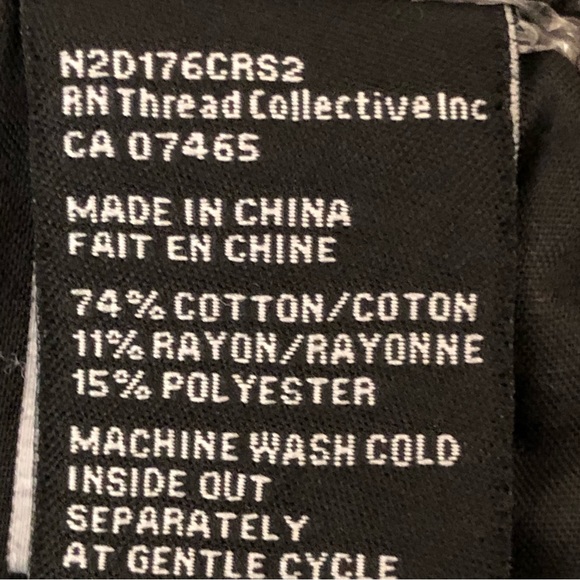 N2D176CRS2
RN Thread Collective Inc
CA 07465
MADE IN CHINA
FAIT EN CHINE
74% COTTON/COTON
11% RAYON/RAYONNE
15% POLYESTER
MACHINE WASH COLD
INSIDE OUT
SEPARATELY
AT GENTLE CYCLE